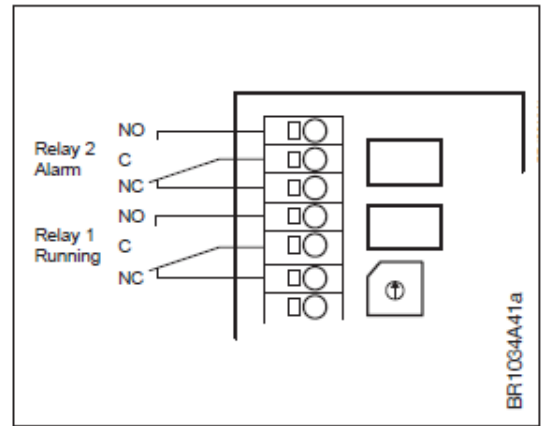 NO
Relay 2
Alarm
C
NC
NO
Relay 1
Running
C
NC
BR1034A41a